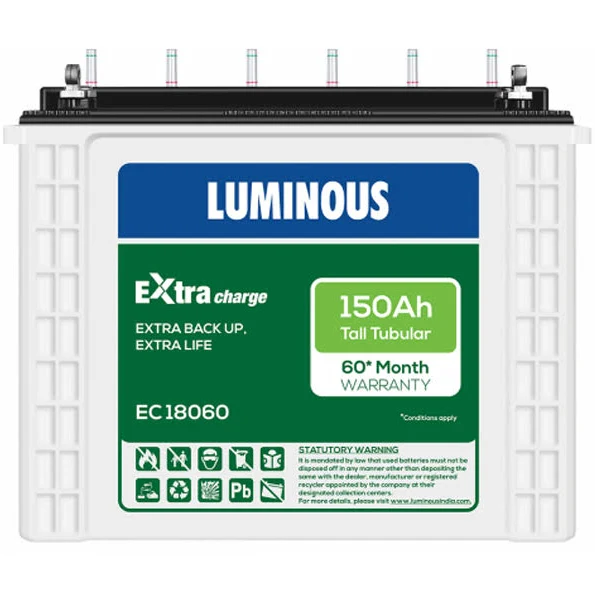 LUMINOUS
EXtra charge
EXTRA BACK UP,
EXTRA LIFE
150Ah
Tall Tubular
60* Month
WARRANTY
EC 18060
*Conditions apply
STATUTORY WARNING
It is mandated by law that used batteries must not be
disposed off in any manner other than depositing the
same with the dealer, manufacturer or registered
recycler appointed by the company at their
designated collection centers.
For more details, please visit www.luminousindia.com.
Pb